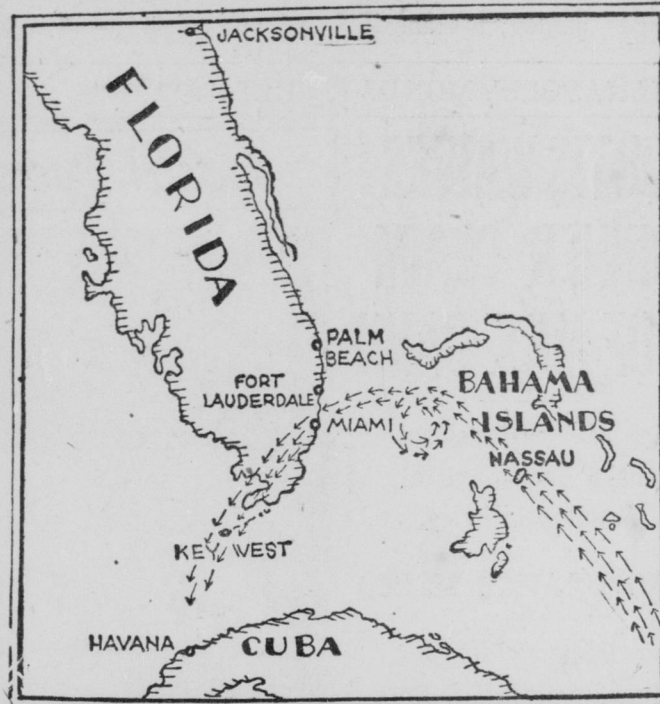 JACKSONVILLE
FLORIDA
PALM
BEACH
FORT
LAUDERDALE
MIAMI
BAHAMA
ISLANDS
NASSAU
KEY WEST
HAVANA
CUBA